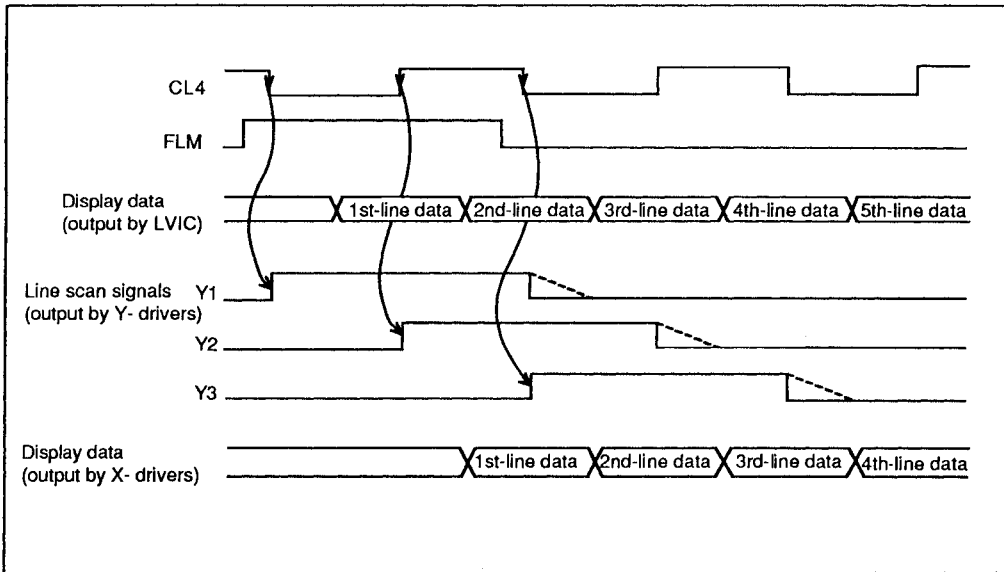 CL4
FLM
Display data
(output by LVIC)
1st-line data 2nd-line data 3rd-line data 4th-line data 5th-line data
Line scan signals
(output by Y- drivers)
Y1
Y2
Y3
Display data
(output by X- drivers)
1st-line data 2nd-line data 3rd-line data 4th-line data